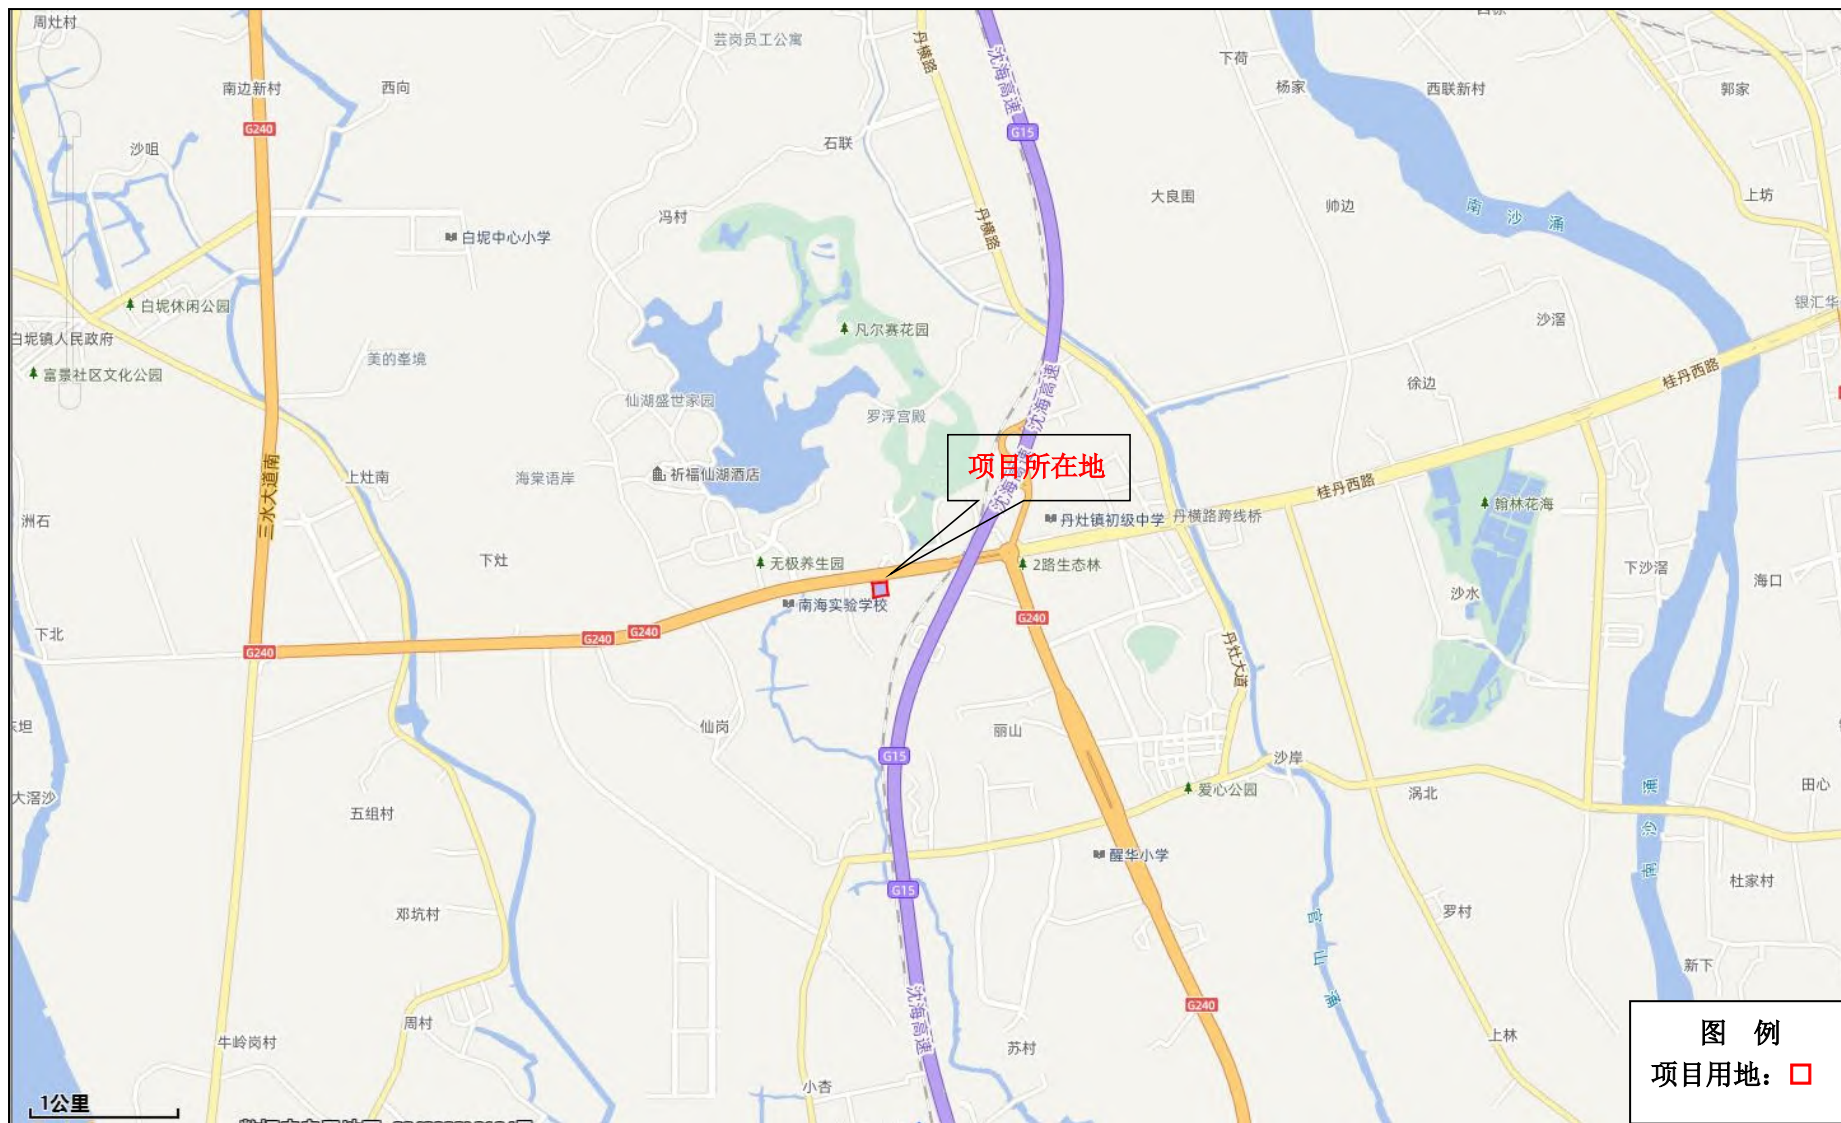 周灶村
芸岗员工公寓
丹横路
沈海高速
下荷
杨家
西联新村
郭家
南边新村
西向
G240
G15
沙咀
石联
大良围
帅边
上坊
冯村
丹横路
南沙涌
白坭中心小学
白坭休闲公园
银汇华
凡尔赛花园
沙滘
白坭镇人民政府
美的峯境
富景社区文化公园
桂丹西路
徐边
沈海高速
仙湖盛世家园
罗浮宫殿
项目所在地
沈海高速
上灶南
海棠语岸
祈福仙湖酒店
三水大道南
桂丹西路
翰林花海
洲石
丹灶镇初级中学
丹横路跨线桥
下灶
无极养生园
2路生态林
下沙滘
海口
南海实验学校
沙水
G240
下北
G240
G240
G240
丹灶大道
仙岗
丽山
G15
沙岸
大滘沙
爱心公园
涡北
田心
五组村
南沙涌
醒华小学
杜家村
G15
邓坑村
罗村
官山涌
新下
沈海高速
G240
周村
牛岭岗村
苏村
上林
图 例
项目用地：
小杏
1公里